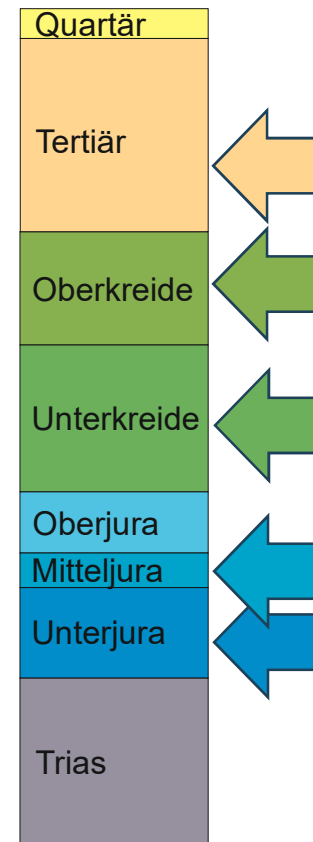 Quartär
Tertiär
Oberkreide
Unterkreide
Oberjura
Mitteljura
Unterjura
Trias